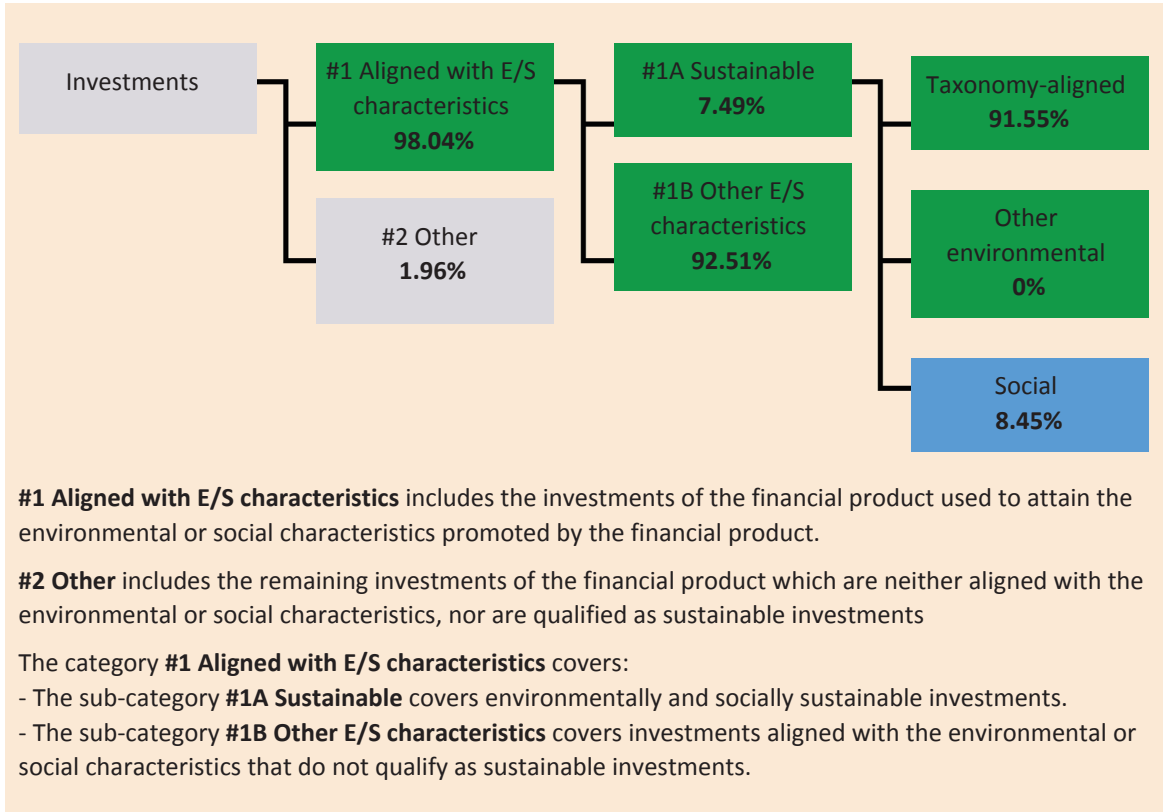 Investments
#1 Aligned with E/S
characteristics
98.04%
#2 Other
1.96%
#1A Sustainable
7.49%
#1B Other E/S
characteristics
92.51%
Taxonomy-aligned
91.55%
Other
environmental
0%
Social
8.45%
#1 Aligned with E/S characteristics includes the investments of the financial product used to attain the
environmental or social characteristics promoted by the financial product.
#2 Other includes the remaining investments of the financial product which are neither aligned with the
environmental or social characteristics, nor are qualified as sustainable investments
The category #1 Aligned with E/S characteristics covers:
- The sub-category #1A Sustainable covers environmentally and socially sustainable investments.
- The sub-category #1B Other E/S characteristics covers investments aligned with the environmental or
social characteristics that do not qualify as sustainable investments.